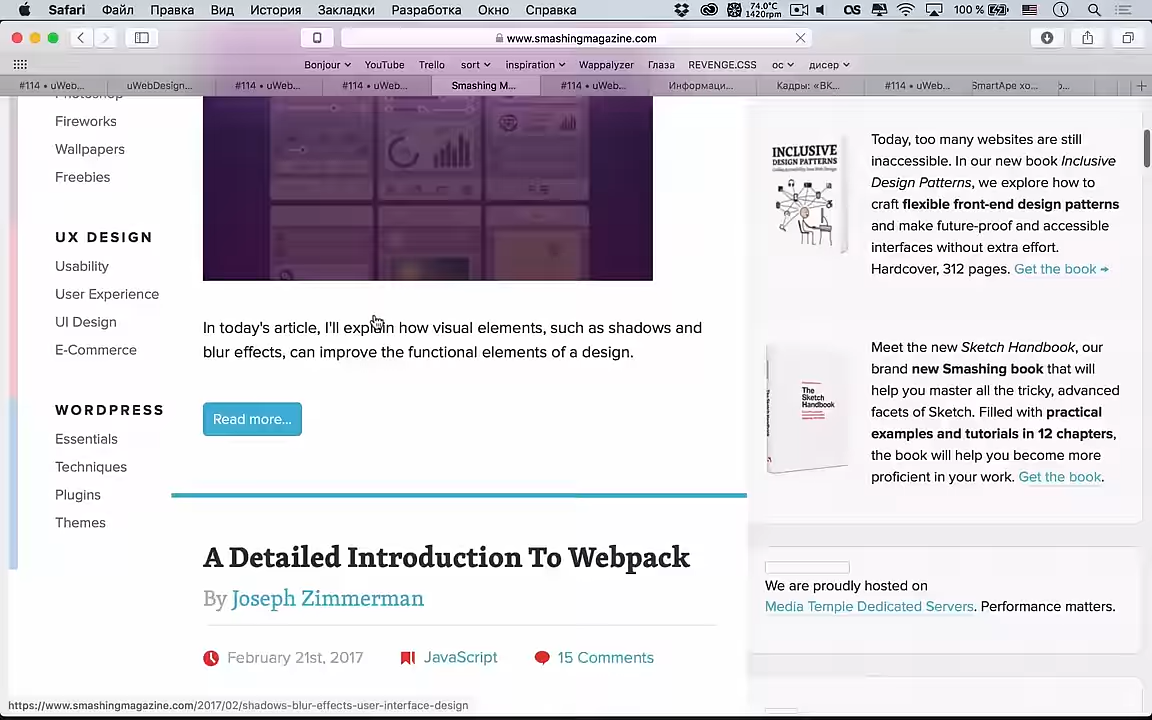 Safari Файл Правка Вид История Закладки Разработка Окно Справка 74.0°C 1420rpm OS 100 %
www.smashingmagazine.com
Bonjour YouTube Trello sort inspiration Wappalyzer Глаза REVENGE.CSS ос дисер
#114 • uWeb... uWebDesign... #114 • uWeb... #114 • uWeb... Smashing M... #114 • uWeb... Информаци... Кадры: «ВК... #114 • uWeb... SmartApe хо...
Photoshop
Fireworks
Wallpapers
Freebies
UX DESIGN
Usability
User Experience
UI Design
E-Commerce
WORDPRESS
Essentials
Techniques
Plugins
Themes
In today's article, I'll explain how visual elements, such as shadows and
blur effects, can improve the functional elements of a design.
Read more...
A Detailed Introduction To Webpack
By Joseph Zimmerman
February 21st, 2017 JavaScript 15 Comments
INCLUSIVE
DESIGN PATTERNS
Today, too many websites are still
inaccessible. In our new book Inclusive
Design Patterns, we explore how to
craft flexible front-end design patterns
and make future-proof and accessible
interfaces without extra effort.
Hardcover, 312 pages. Get the book →
The
Sketch
Handbook
Meet the new Sketch Handbook, our
brand new Smashing book that will
help you master all the tricky, advanced
facets of Sketch. Filled with practical
examples and tutorials in 12 chapters,
the book will help you become more
proficient in your work. Get the book.
We are proudly hosted on
Media Temple Dedicated Servers. Performance matters.
https://www.smashingmagazine.com/2017/02/shadows-blur-effects-user-interface-design